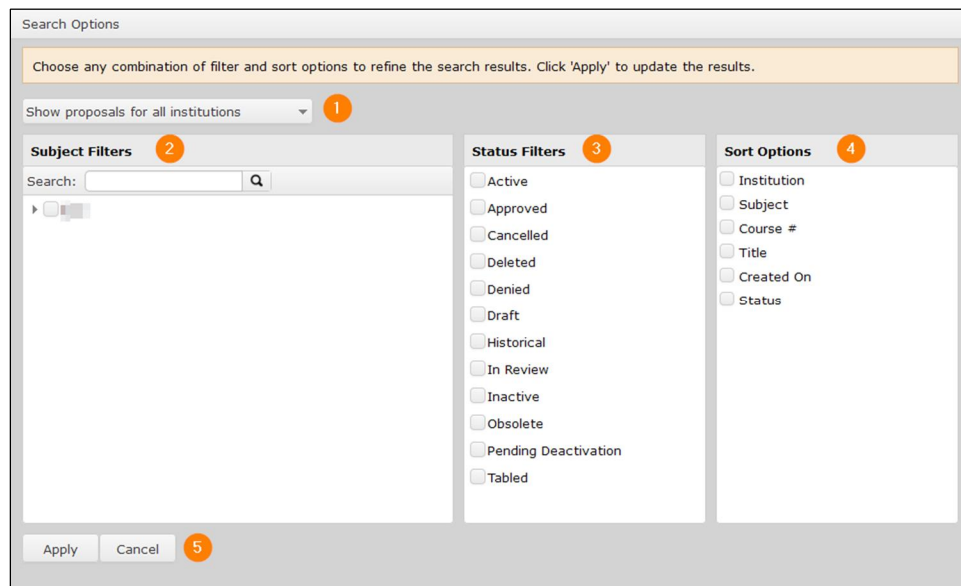 Search Options
Choose any combination of filter and sort options to refine the search results. Click 'Apply' to update the results.
Show proposals for all institutions 1
Subject Filters 2
Search:
Status Filters 3
Active
Approved
Cancelled
Deleted
Denied
Draft
Historical
In Review
Inactive
Obsolete
Pending Deactivation
Tabled
Sort Options 4
Institution
Subject
Course #
Title
Created On
Status
Apply Cancel 5